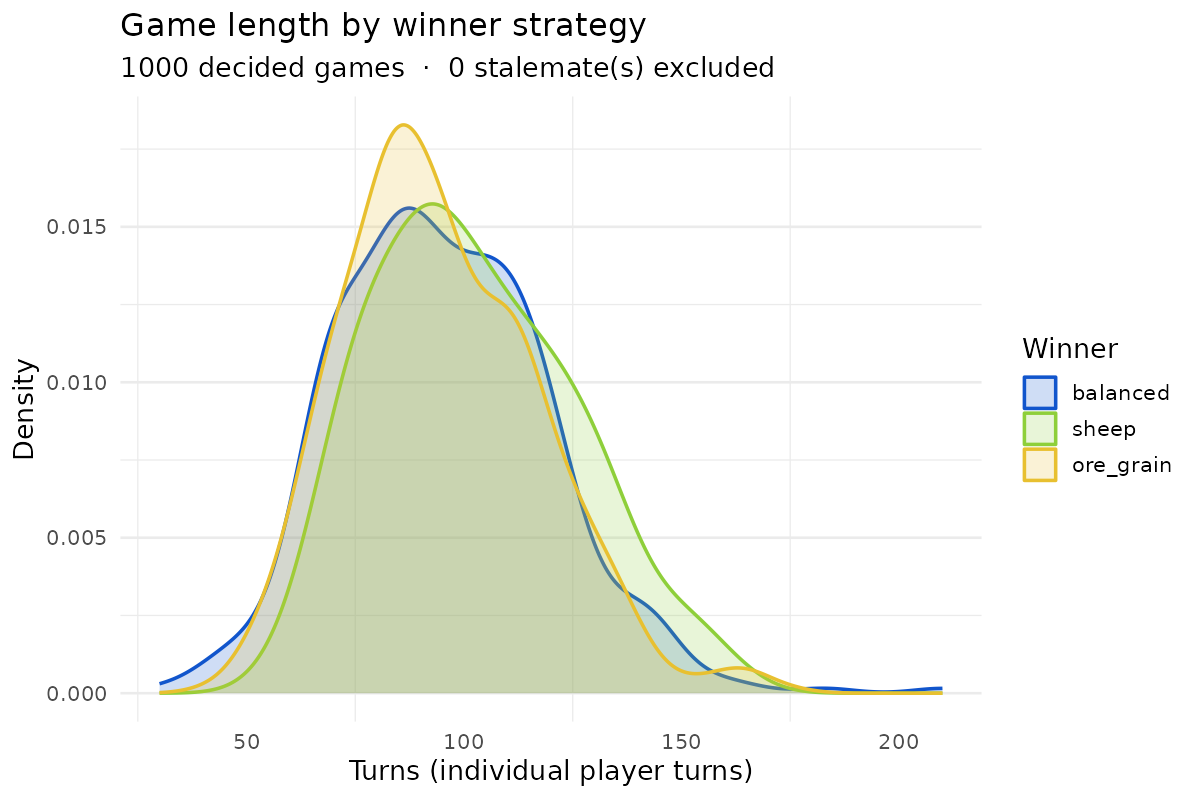 Game length by winner strategy
1000 decided games · 0 stalemate(s) excluded
Density
0.015
0.010
0.005
0.000
50 100 150 200
Turns (individual player turns)
Winner
balanced
sheep
ore_grain